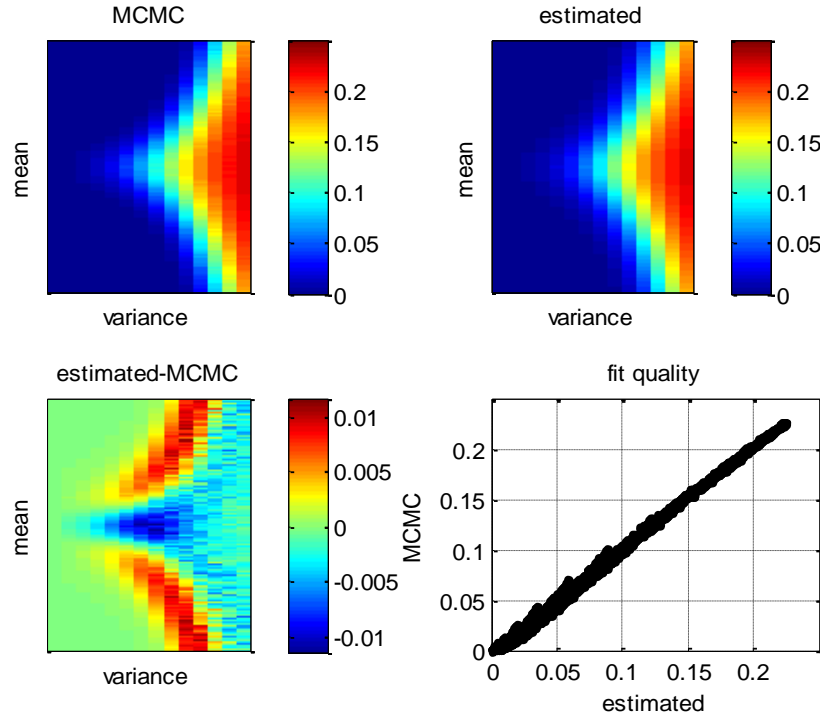 MCMC
mean
variance
0.2
0.15
0.1
0.05
0
estimated
mean
variance
0.2
0.15
0.1
0.05
0
estimated-MCMC
mean
variance
0.01
0.005
0
-0.005
-0.01
fit quality
MCMC
0.2
0.15
0.1
0.05
0
0 0.05 0.1 0.15 0.2
estimated